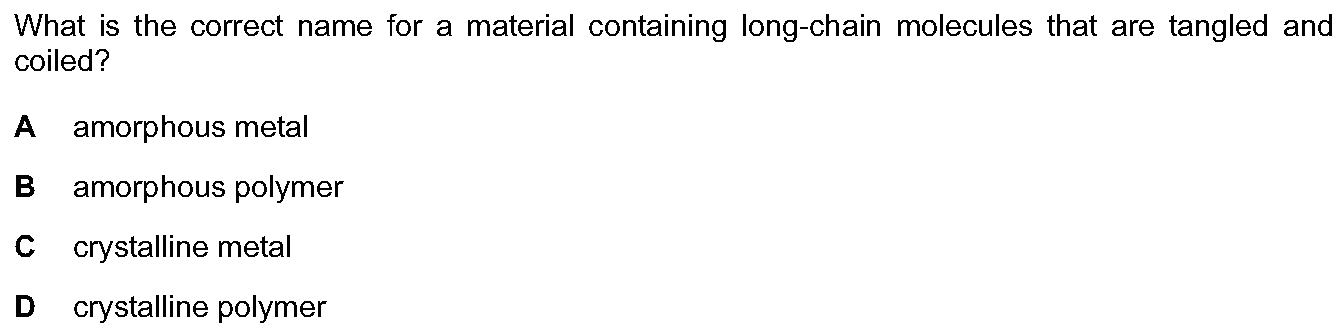 What is the correct name for a material containing long-chain molecules that are tangled and
coiled?
A amorphous metal
B amorphous polymer
C crystalline metal
D crystalline polymer